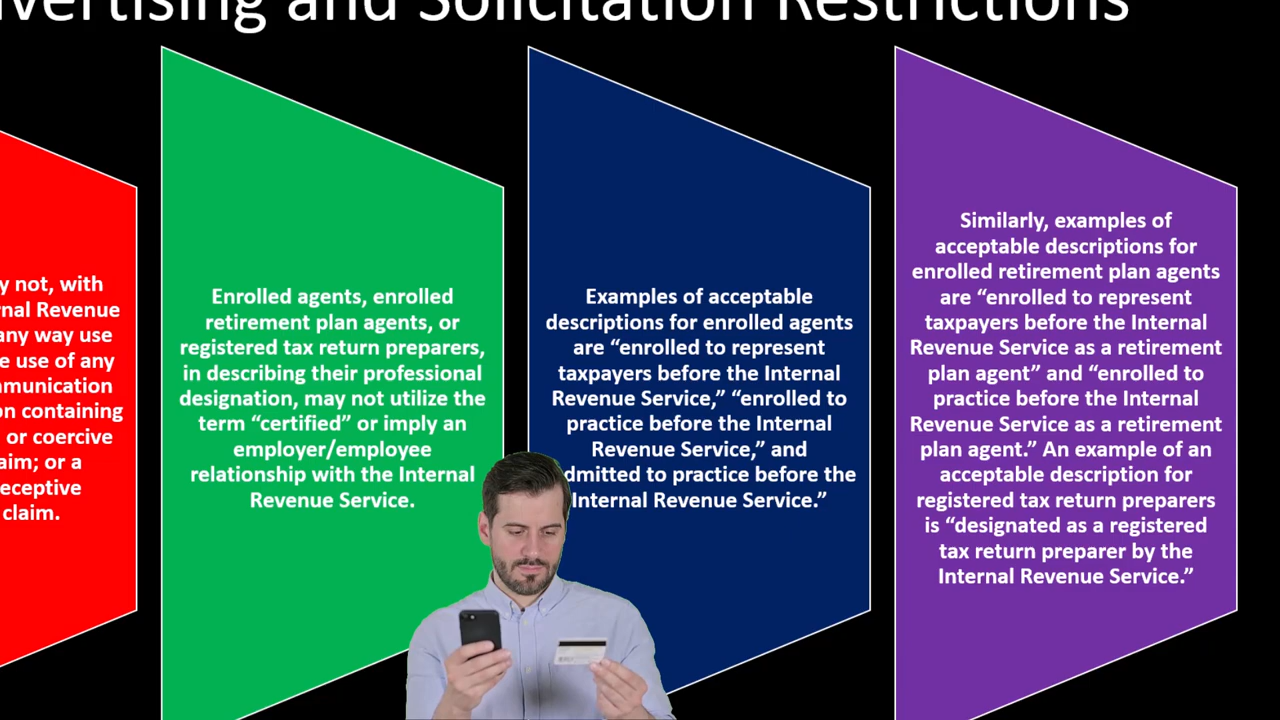 and Solicitation Restrictions
y not, with
Revenue
any way use
use of any
containing
or coercive
or a
claim.
Enrolled agents, enrolled
retirement plan agents, or
registered tax return preparers,
in describing their professional
designation, may not utilize the
term “certified” or imply an
employer/employee
relationship with the Internal
Revenue Service.
Examples of acceptable
descriptions for enrolled agents
are “enrolled to represent
taxpayers before the Internal
Revenue Service,” “enrolled to
practice before the Internal
Revenue Service,” and
dmitted to practice before the
Internal Revenue Service.”
Similarly, examples of
acceptable descriptions for
enrolled retirement plan agents
are “enrolled to represent
taxpayers before the Internal
Revenue Service as a retirement
plan agent” and “enrolled to
practice before the Internal
Revenue Service as a retirement
plan agent.” An example of an
acceptable description for
registered tax return preparers
is “designated as a registered
tax return preparer by the
Internal Revenue Service.”